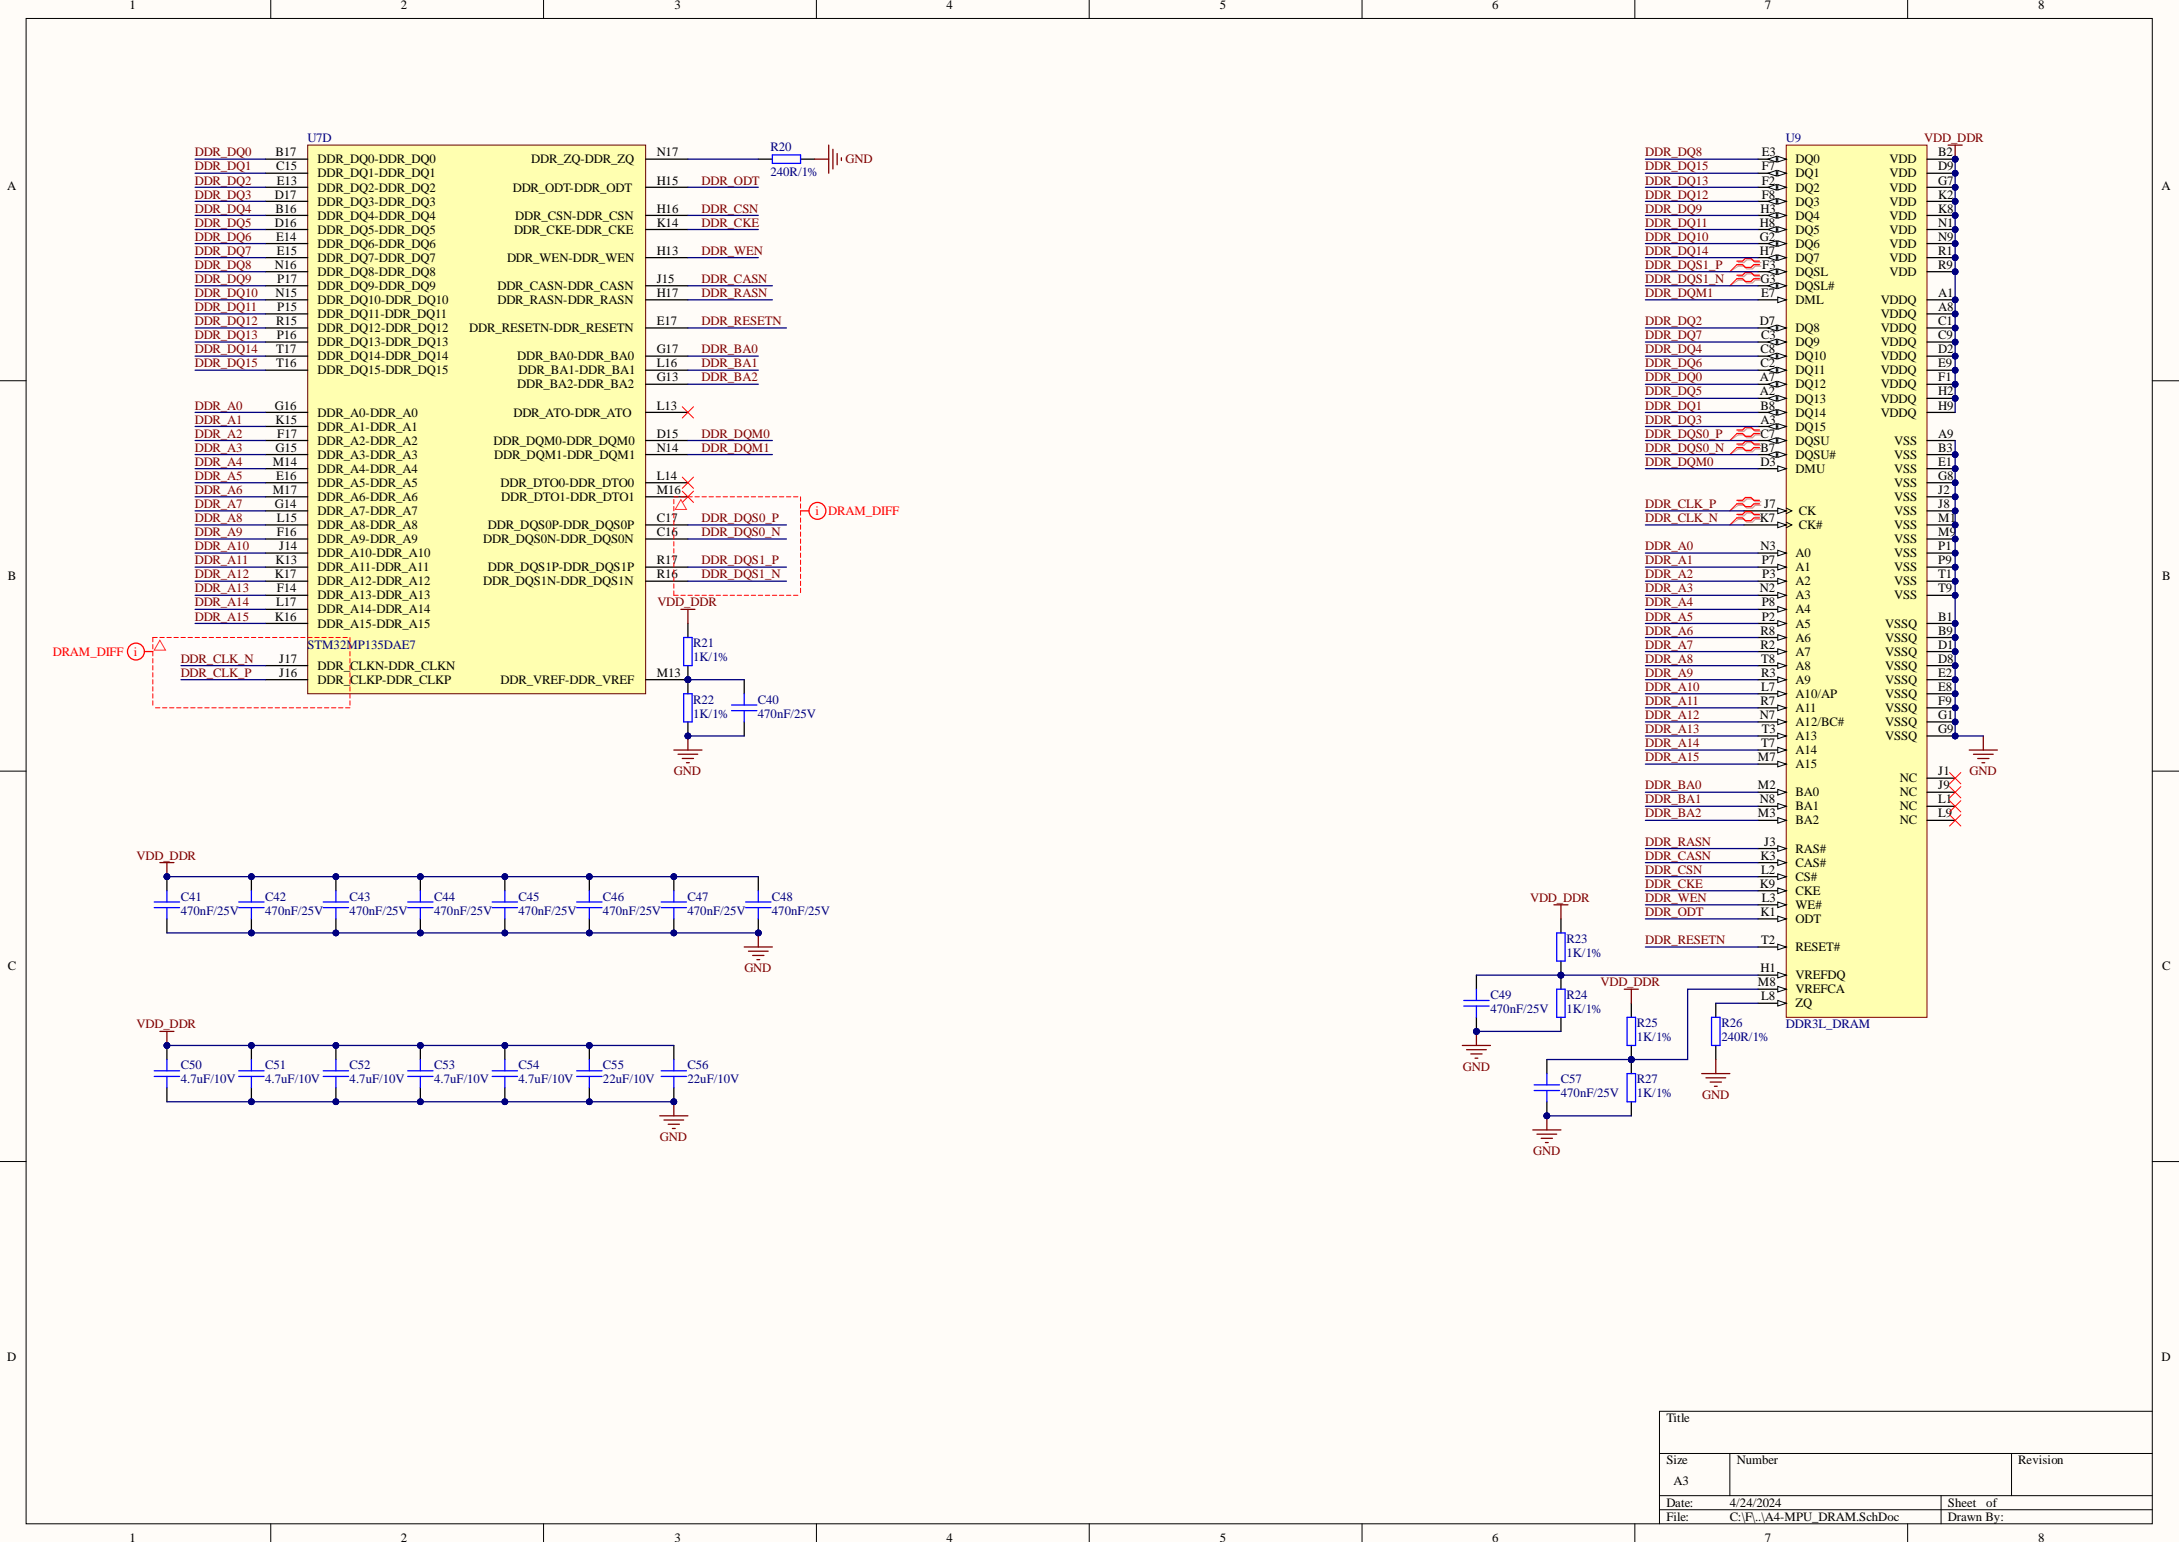 1 2 3 4 5 6 7 8
A A
B B
C C
D D
U7D
DDR_DQ0 B17 DDR_DQ0-DDR_DQ0
DDR_DQ1 C15 DDR_DQ1-DDR_DQ1
DDR_DQ2 E13 DDR_DQ2-DDR_DQ2
DDR_DQ3 D17 DDR_DQ3-DDR_DQ3
DDR_DQ4 B16 DDR_DQ4-DDR_DQ4
DDR_DQ5 D16 DDR_DQ5-DDR_DQ5
DDR_DQ6 E14 DDR_DQ6-DDR_DQ6
DDR_DQ7 E15 DDR_DQ7-DDR_DQ7
DDR_DQ8 N16 DDR_DQ8-DDR_DQ8
DDR_DQ9 P17 DDR_DQ9-DDR_DQ9
DDR_DQ10 N15 DDR_DQ10-DDR_DQ10
DDR_DQ11 P15 DDR_DQ11-DDR_DQ11
DDR_DQ12 R15 DDR_DQ12-DDR_DQ12
DDR_DQ13 P16 DDR_DQ13-DDR_DQ13
DDR_DQ14 T17 DDR_DQ14-DDR_DQ14
DDR_DQ15 T16 DDR_DQ15-DDR_DQ15
DDR_A0 G16 DDR_A0-DDR_A0
DDR_A1 K15 DDR_A1-DDR_A1
DDR_A2 F17 DDR_A2-DDR_A2
DDR_A3 G15 DDR_A3-DDR_A3
DDR_A4 M14 DDR_A4-DDR_A4
DDR_A5 E16 DDR_A5-DDR_A5
DDR_A6 M17 DDR_A6-DDR_A6
DDR_A7 G14 DDR_A7-DDR_A7
DDR_A8 L15 DDR_A8-DDR_A8
DDR_A9 F16 DDR_A9-DDR_A9
DDR_A10 J14 DDR_A10-DDR_A10
DDR_A11 K13 DDR_A11-DDR_A11
DDR_A12 K17 DDR_A12-DDR_A12
DDR_A13 F14 DDR_A13-DDR_A13
DDR_A14 L17 DDR_A14-DDR_A14
DDR_A15 K16 DDR_A15-DDR_A15
STM32MP135DAE7
DRAM_DIFF i
DDR_CLK_N J17 DDR_CLKN-DDR_CLKN
DDR_CLK_P J16 DDR_CLKP-DDR_CLKP
DDR_ZQ-DDR_ZQ N17 R20 240R/1% GND
DDR_ODT-DDR_ODT H15 DDR_ODT
DDR_CSN-DDR_CSN H16 DDR_CSN
DDR_CKE-DDR_CKE K14 DDR_CKE
DDR_WEN-DDR_WEN H13 DDR_WEN
DDR_CASN-DDR_CASN J15 DDR_CASN
DDR_RASN-DDR_RASN H17 DDR_RASN
DDR_RESETN-DDR_RESETN E17 DDR_RESETN
DDR_BA0-DDR_BA0 G17 DDR_BA0
DDR_BA1-DDR_BA1 L16 DDR_BA1
DDR_BA2-DDR_BA2 G13 DDR_BA2
DDR_ATO-DDR_ATO L13
DDR_DQM0-DDR_DQM0 D15 DDR_DQM0
DDR_DQM1-DDR_DQM1 N14 DDR_DQM1
DDR_DTO0-DDR_DTO0 L14
DDR_DTO1-DDR_DTO1 M16
i DRAM_DIFF
DDR_DQS0P-DDR_DQS0P C17 DDR_DQS0_P
DDR_DQS0N-DDR_DQS0N C16 DDR_DQS0_N
DDR_DQS1P-DDR_DQS1P R17 DDR_DQS1_P
DDR_DQS1N-DDR_DQS1N R16 DDR_DQS1_N
VDD_DDR
R21
1K/1%
DDR_VREF-DDR_VREF M13
R22 C40
1K/1% 470nF/25V
GND
VDD_DDR
C41 C42 C43 C44 C45 C46 C47 C48
470nF/25V 470nF/25V 470nF/25V 470nF/25V 470nF/25V 470nF/25V 470nF/25V 470nF/25V
GND
VDD_DDR
C50 C51 C52 C53 C54 C55 C56
4.7uF/10V 4.7uF/10V 4.7uF/10V 4.7uF/10V 4.7uF/10V 22uF/10V 22uF/10V
GND
U9 VDD_DDR
DDR_DQ8 E3 DQ0
DDR_DQ15 F7 DQ1
DDR_DQ13 F2 DQ2
DDR_DQ12 F8 DQ3
DDR_DQ9 H3 DQ4
DDR_DQ11 H8 DQ5
DDR_DQ10 G2 DQ6
DDR_DQ14 H7 DQ7
DDR_DQS1_P F3 DQSL
DDR_DQS1_N G3 DQSL#
DDR_DQM1 E7 DML
DDR_DQ2 D7 DQ8
DDR_DQ7 C3 DQ9
DDR_DQ4 C8 DQ10
DDR_DQ6 C2 DQ11
DDR_DQ0 A7 DQ12
DDR_DQ5 A2 DQ13
DDR_DQ1 B8 DQ14
DDR_DQ3 A3 DQ15
DDR_DQS0_P C7 DQSU
DDR_DQS0_N B7 DQSU#
DDR_DQM0 D3 DMU
DDR_CLK_P J7 CK
DDR_CLK_N K7 CK#
DDR_A0 N3 A0
DDR_A1 P7 A1
DDR_A2 P3 A2
DDR_A3 N2 A3
DDR_A4 P8 A4
DDR_A5 P2 A5
DDR_A6 R8 A6
DDR_A7 R2 A7
DDR_A8 T8 A8
DDR_A9 R3 A9
DDR_A10 L7 A10/AP
DDR_A11 R7 A11
DDR_A12 N7 A12/BC#
DDR_A13 T3 A13
DDR_A14 T7 A14
DDR_A15 M7 A15
DDR_BA0 M2 BA0
DDR_BA1 N8 BA1
DDR_BA2 M3 BA2
DDR_RASN J3 RAS#
DDR_CASN K3 CAS#
DDR_CSN L2 CS#
DDR_CKE K9 CKE
DDR_WEN L3 WE#
DDR_ODT K1 ODT
DDR_RESETN T2 RESET#
H1 VREFDQ
M8 VREFCA
L8 ZQ
DDR3L_DRAM
VDD B2
VDD D9
VDD G7
VDD K2
VDD K8
VDD N1
VDD N9
VDD R1
VDD R9
VDDQ A1
VDDQ A8
VDDQ C1
VDDQ C9
VDDQ D2
VDDQ E9
VDDQ F1
VDDQ H2
VDDQ H9
VSS A9
VSS B3
VSS E1
VSS G8
VSS J2
VSS J8
VSS M1
VSS M9
VSS P1
VSS P9
VSS T1
VSS T9
VSSQ B1
VSSQ B9
VSSQ D1
VSSQ D8
VSSQ E2
VSSQ E8
VSSQ F9
VSSQ G1
VSSQ G9
GND
NC J1
NC J9
NC L1
NC L9
VDD_DDR
R23
1K/1%
C49 R24
470nF/25V 1K/1%
GND
VDD_DDR
R25
1K/1%
R26
240R/1%
GND
C57 R27
470nF/25V 1K/1%
GND
Title
Size Number Revision
A3
Date: 4/24/2024 Sheet of
File: C:\F\..\A4-MPU_DRAM.SchDoc Drawn By:
1 2 3 4 5 6 7 8